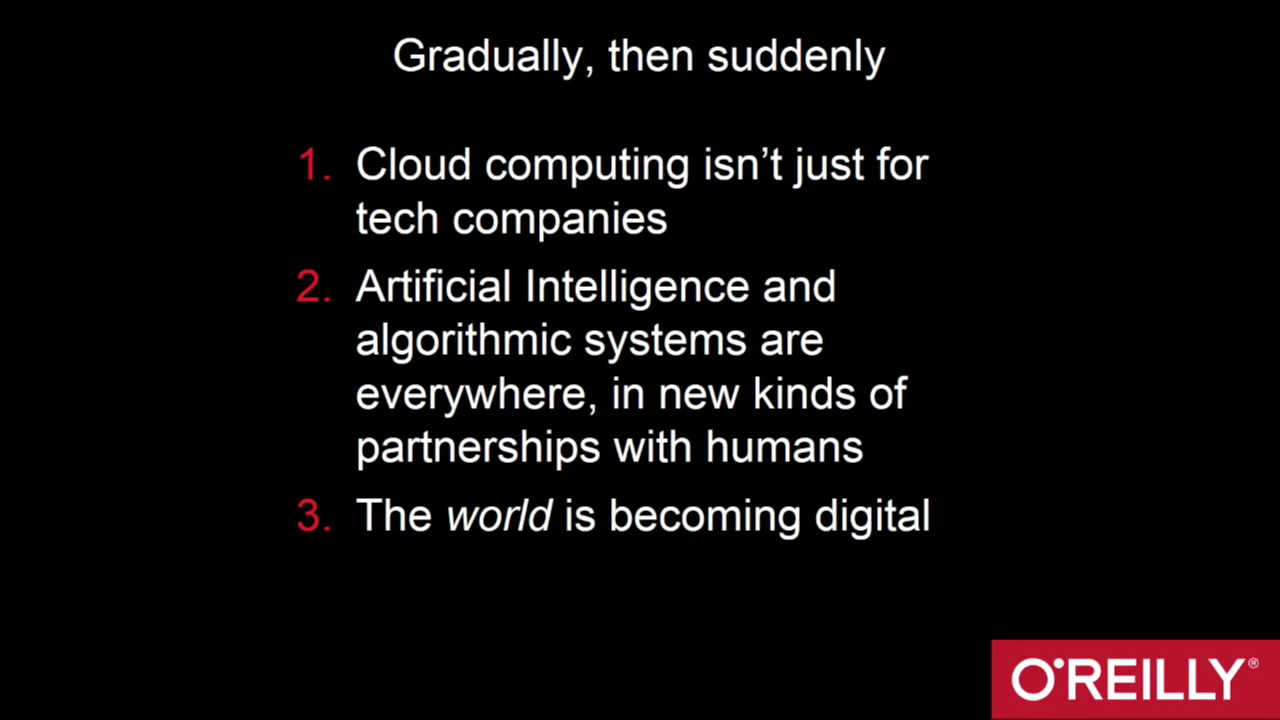 Gradually, then suddenly
1. Cloud computing isn’t just for
tech companies
2. Artificial Intelligence and
algorithmic systems are
everywhere, in new kinds of
partnerships with humans
3. The world is becoming digital
O'REILLY®